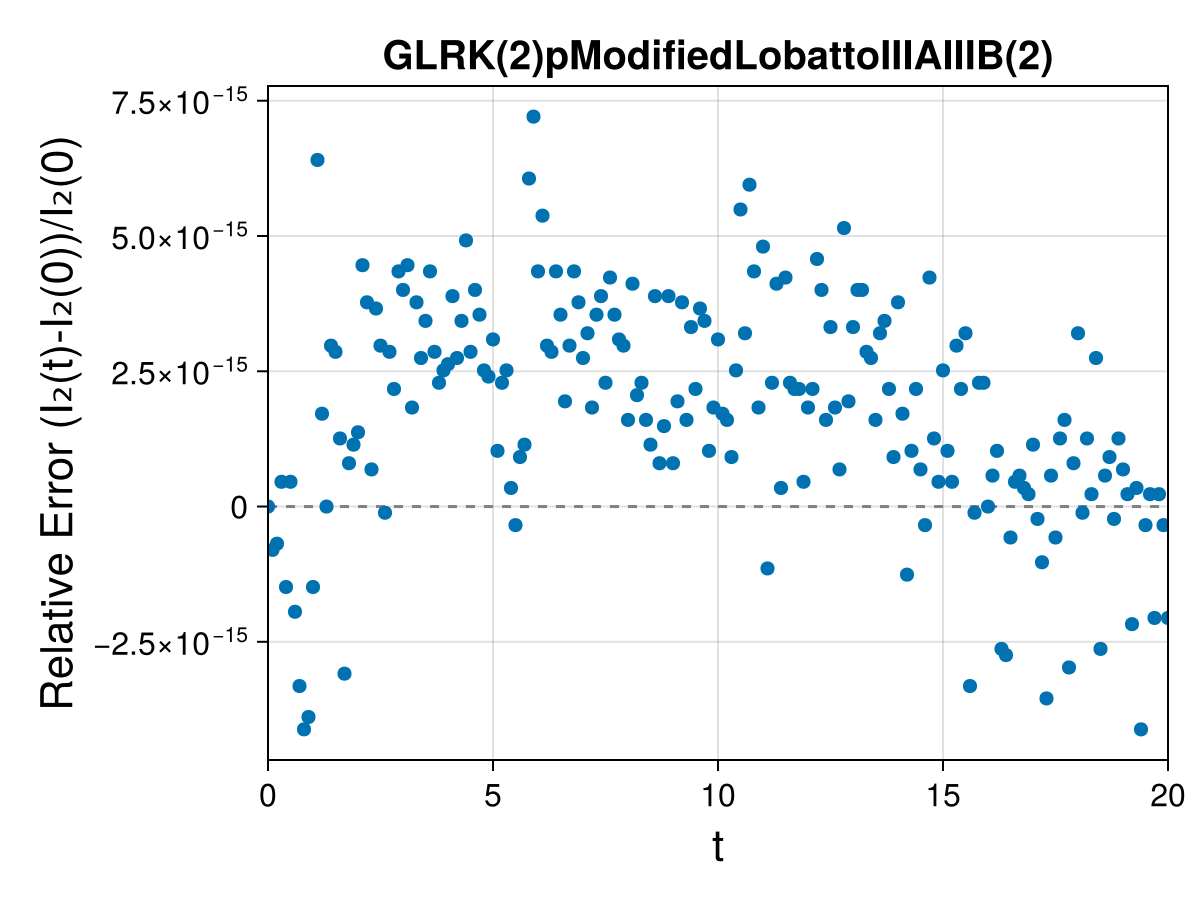 GLRK(2)pModifiedLobattoIIIAIIIB(2)
Relative Error (I₂(t)-I₂(0))/I₂(0)
7.5×10⁻¹⁵
5.0×10⁻¹⁵
2.5×10⁻¹⁵
0
−2.5×10⁻¹⁵
0 5 10 15 20
t